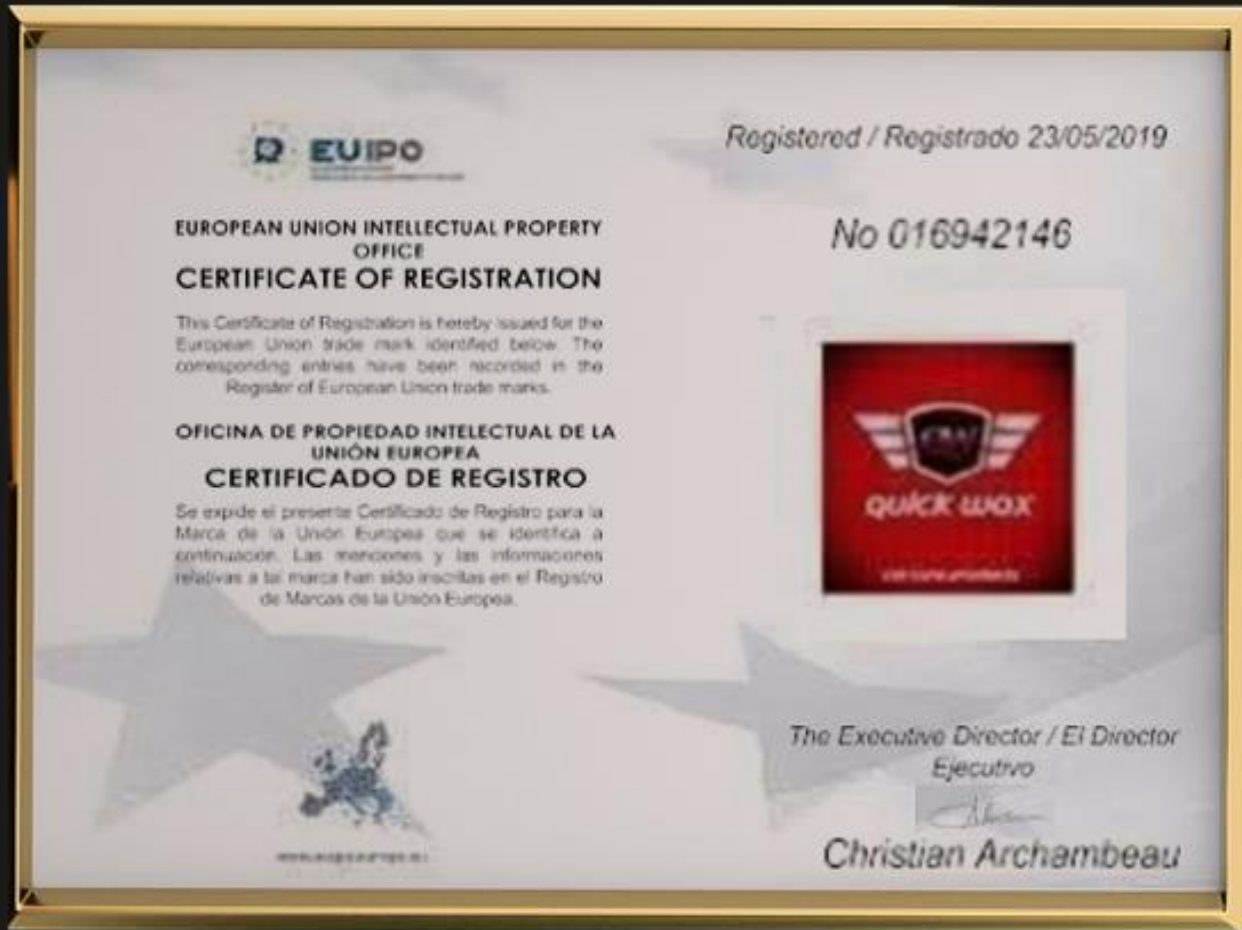 EUIPO
EUROPEAN UNION INTELLECTUAL PROPERTY
OFFICE
CERTIFICATE OF REGISTRATION
This Certificate of Registration is hereby issued for the
European Union trade mark identified below. The
corresponding entries have been recorded in the
Register of European Union trade marks.
OFICINA DE PROPIEDAD INTELECTUAL DE LA
UNIÓN EUROPEA
CERTIFICADO DE REGISTRO
Se expide el presente Certificado de Registro para la
Marca de la Unión Europea que se identifica a
continuación. Las menciones y las informaciones
relativas a tal marca han sido inscritas en el Registro
de Marcas de la Unión Europea.
Registered / Registrado 23/05/2019
No 016942146
QW
QUICK WAX
The Executive Director / El Director
Ejecutivo
Christian Archambeau